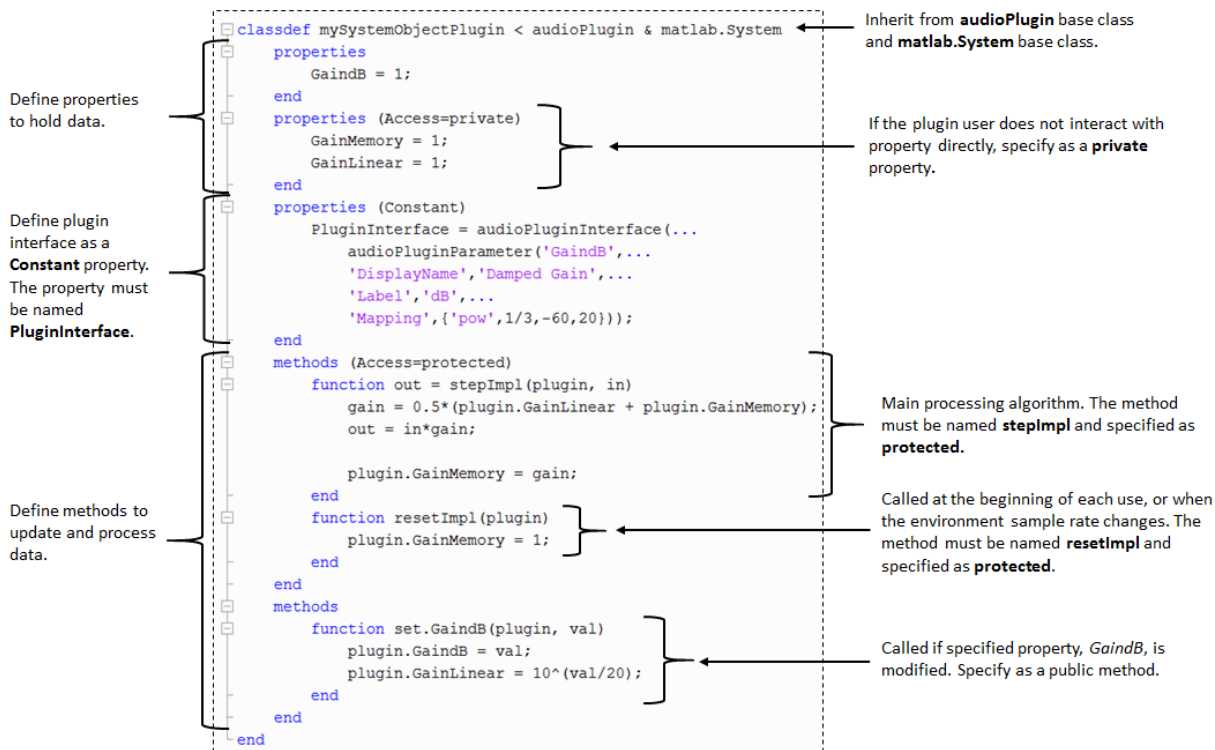 classdef mySystemObjectPlugin < audioPlugin & matlab.System
properties
GaindB = 1;
end
properties (Access=private)
GainMemory = 1;
GainLinear = 1;
end
properties (Constant)
PluginInterface = audioPluginInterface(...
audioPluginParameter('GaindB',...
'DisplayName','Damped Gain',...
'Label','dB',...
'Mapping',{'pow',1/3,-60,20}));
end
methods (Access=protected)
function out = stepImpl(plugin, in)
gain = 0.5*(plugin.GainLinear + plugin.GainMemory);
out = in*gain;
plugin.GainMemory = gain;
end
function resetImpl(plugin)
plugin.GainMemory = 1;
end
end
methods
function set.GaindB(plugin, val)
plugin.GaindB = val;
plugin.GainLinear = 10^(val/20);
end
end
end
Define properties
to hold data.
Define plugin
interface as a
Constant property.
The property must
be named
PluginInterface.
Define methods to
update and process
data.
Inherit from audioPlugin base class
and matlab.System base class.
If the plugin user does not interact with
property directly, specify as a private
property.
Main processing algorithm. The method
must be named stepImpl and specified as
protected.
Called at the beginning of each use, or when
the environment sample rate changes. The
method must be named resetImpl and
specified as protected.
Called if specified property, GaindB, is
modified. Specify as a public method.